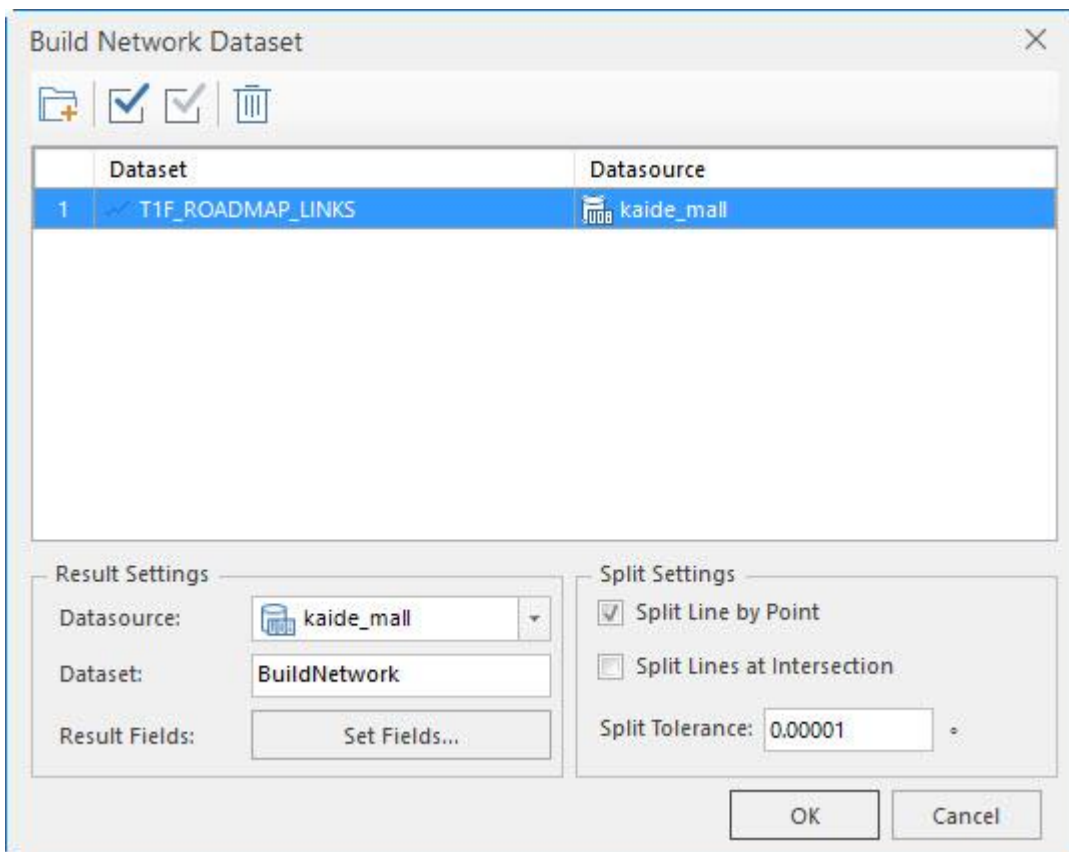 Build Network Dataset
Dataset Datasource
1 T1F_ROADMAP_LINKS kaide_mall
Result Settings
Datasource: kaide_mall
Dataset: BuildNetwork
Result Fields: Set Fields...
Split Settings
Split Line by Point
Split Lines at Intersection
Split Tolerance: 0.00001 °
OK Cancel